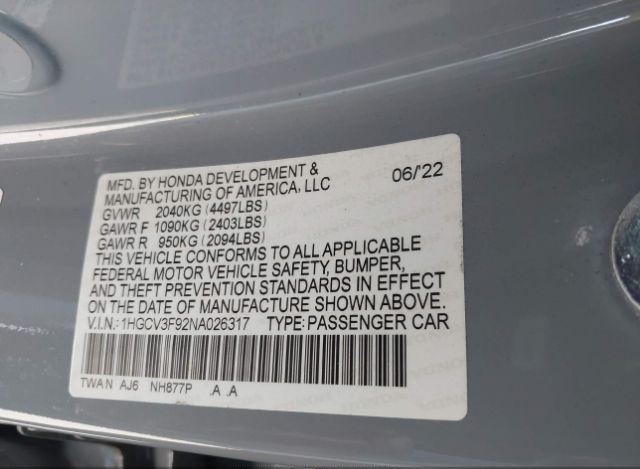 MFD. BY HONDA DEVELOPMENT & 06/'22
MANUFACTURING OF AMERICA, LLC
GVWR 2040KG (4497LBS)
GAWR F 1090KG (2403LBS)
GAWR R 950KG (2094LBS)
THIS VEHICLE CONFORMS TO ALL APPLICABLE
FEDERAL MOTOR VEHICLE SAFETY, BUMPER,
AND THEFT PREVENTION STANDARDS IN EFFECT
ON THE DATE OF MANUFACTURE SHOWN ABOVE.
V.I.N.: 1HGCV3F92NA026317 TYPE: PASSENGER CAR
TWA N AJ6 NH877P .A .A